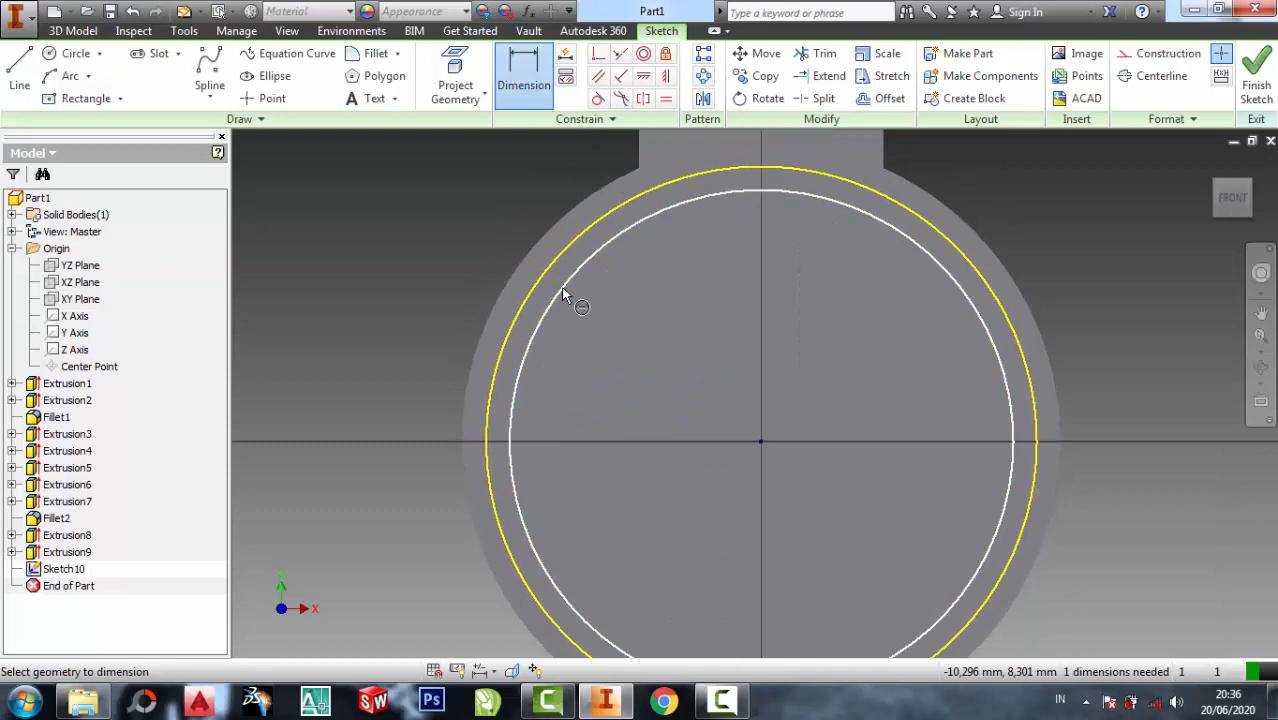 Material Appearance Part1 Type a keyword or phrase Sign In
3D Model Inspect Tools Manage View Environments BIM Get Started Vault Autodesk 360 Sketch
Circle Slot Equation Curve Fillet Move Trim Scale Make Part Image Construction
Arc Ellipse Polygon Copy Extend Stretch Make Components Points Centerline
Line Spline Project Geometry Dimension Finish Sketch
Rectangle Point Text Rotate Split Offset Create Block ACAD
Draw Constrain Pattern Modify Layout Insert Format Exit
Model
Part1
Solid Bodies(1)
View: Master
Origin
YZ Plane
XZ Plane
XY Plane
X Axis
Y Axis
Z Axis
Center Point
Extrusion1
Extrusion2
Fillet1
Extrusion3
Extrusion4
Extrusion5
Extrusion6
Extrusion7
Fillet2
Extrusion8
Extrusion9
Sketch10
End of Part
FRONT
X
Select geometry to dimension -10,296 mm, 8,301 mm 1 dimensions needed 1 1
IN 20:36
20/06/2020